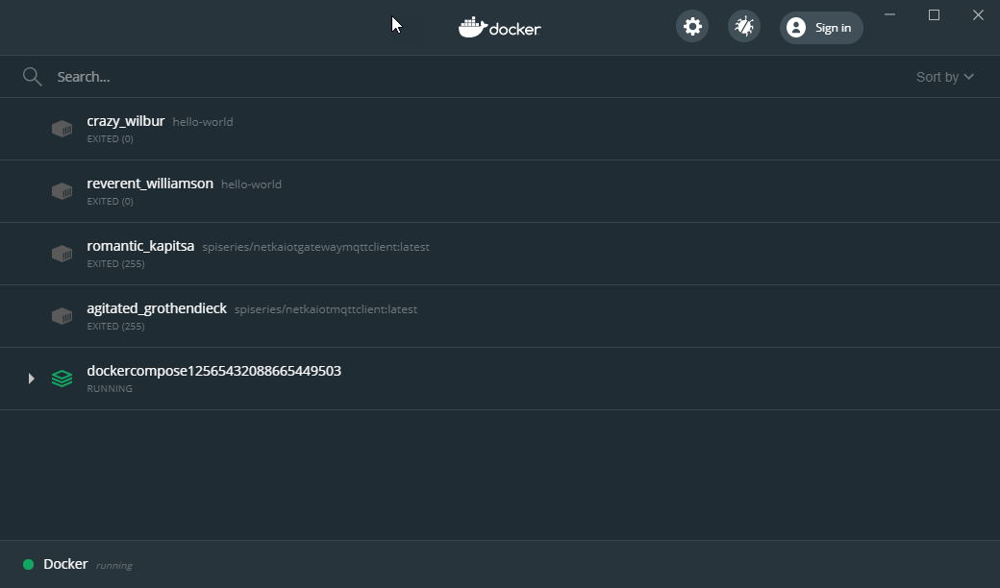 docker
Sign in
Search...
Sort by
crazy_wilbur hello-world
EXITED (0)
reverent_williamson hello-world
EXITED (0)
romantic_kapitsa spiseries/netkaiotgatewaymqttclient:latest
EXITED (255)
agitated_grothendieck spiseries/netkaiotmqttclient:latest
EXITED (255)
dockercompose12565432088665449503
RUNNING
Docker running